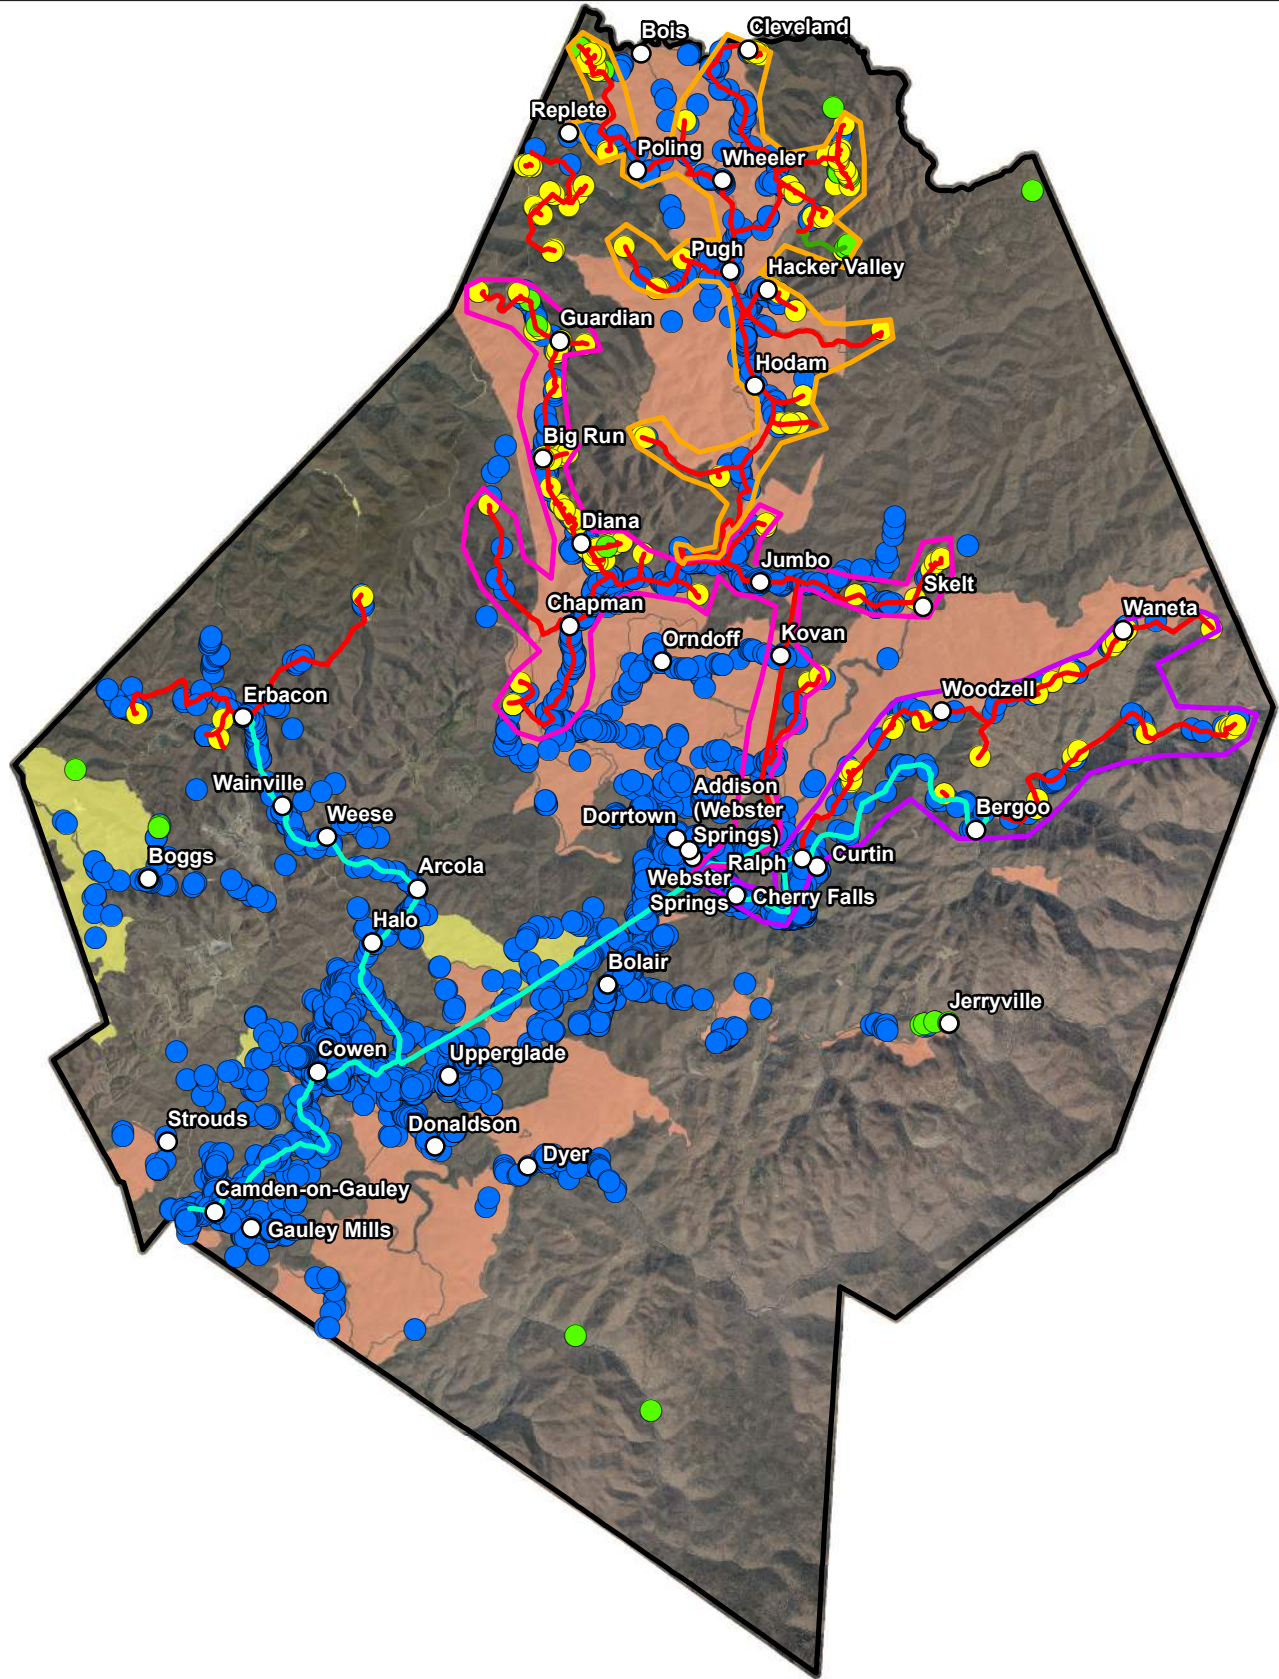 Bois
Cleveland
Replete
Poling
Wheeler
Pugh
Hacker Valley
Guardian
Hodam
Big Run
Diana
Jumbo
Skelt
Chapman
Waneta
Orndoff
Kovan
Erbacon
Woodzell
Wainville
Addison
(Webster
Springs)
Weese
Dorrtown
Bergoo
Boggs
Arcola
Ralph
Curtin
Webster
Springs
Cherry Falls
Halo
Bolair
Jerryville
Cowen
Upperglade
Strouds
Donaldson
Dyer
Camden-on-Gauley
Gauley Mills